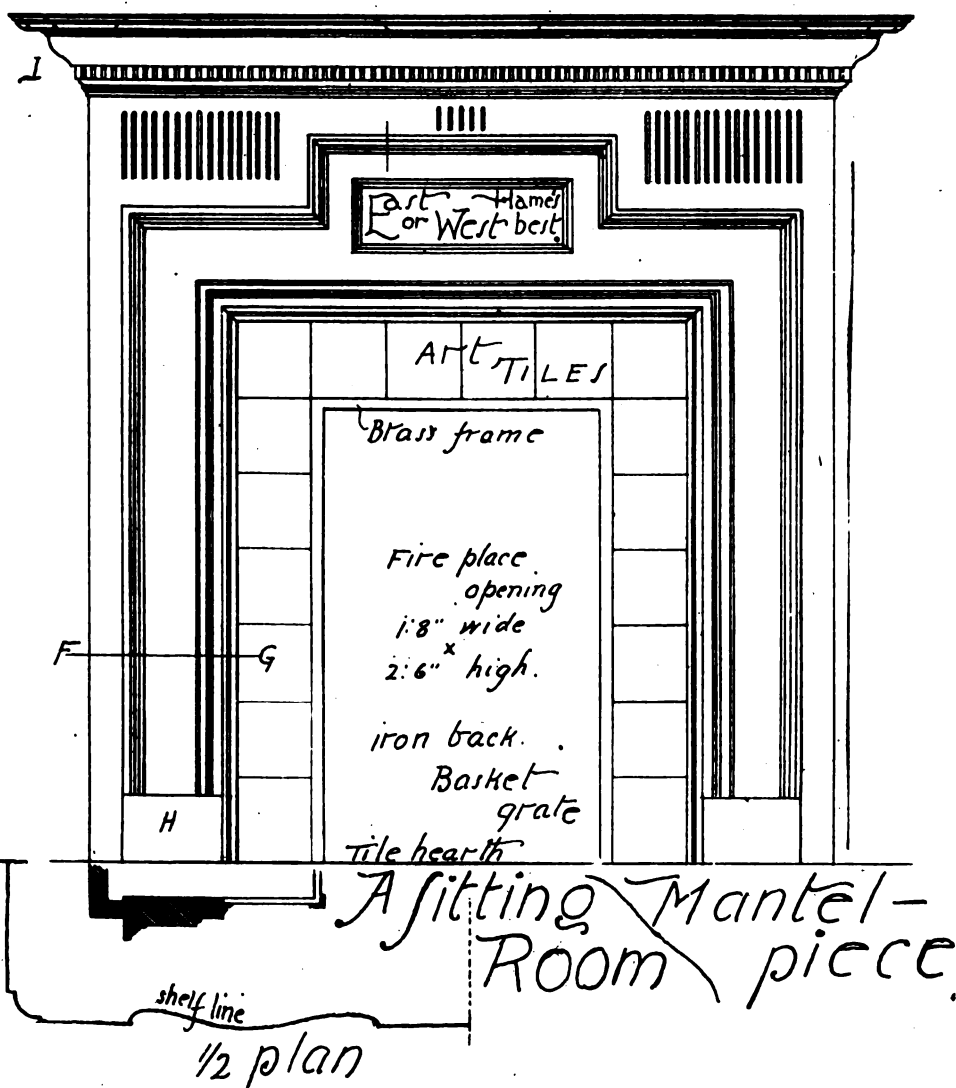 I
East Hame's
or West best.
Art Tiles
Brass frame
Fire place
opening
1:8" wide
x
2:6" high.
F G
iron back.
Basket
grate
H
Tile hearth
A sitting Mantel-
Room piece.
shelf line
1/2 plan